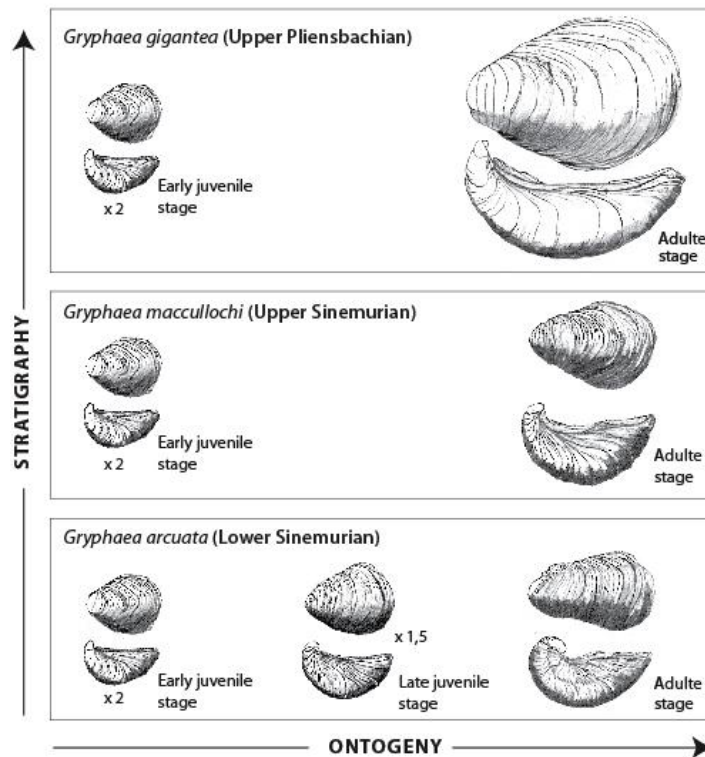 Gryphaea gigantea (Upper Pliensbachian)
Early juvenile
stage
x 2
Adulte
stage
Gryphaea maccullochi (Upper Sinemurian)
Early juvenile
stage
x 2
Adulte
stage
Gryphaea arcuata (Lower Sinemurian)
Early juvenile
stage
x 2
x 1,5
Late juvenile
stage
Adulte
stage
STRATIGRAPHY
ONTOGENY